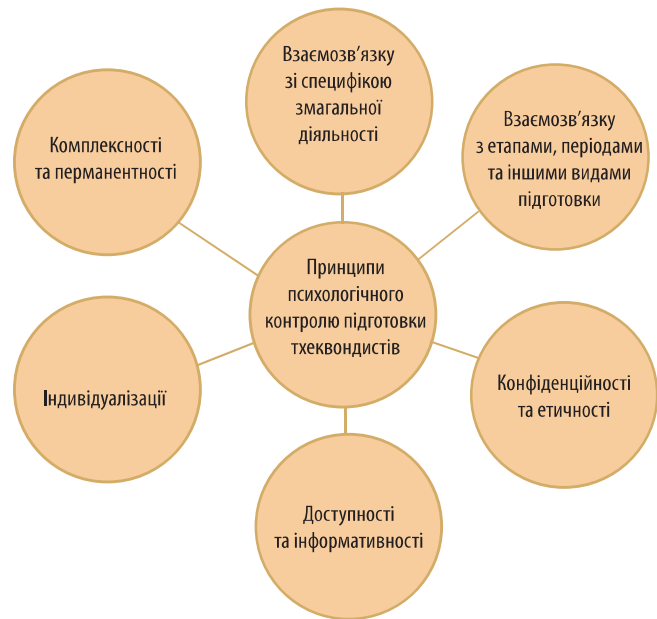 Взаємозв’язку
зі специфікою
змагальної
діяльності
Взаємозв’язку
з етапами, періодами
та іншими видами
підготовки
Комплексності
та перманентності
Принципи
психологічного
контролю підготовки
тхеквондистів
Індивідуалізації
Конфіденційності
та етичності
Доступності
та інформативності